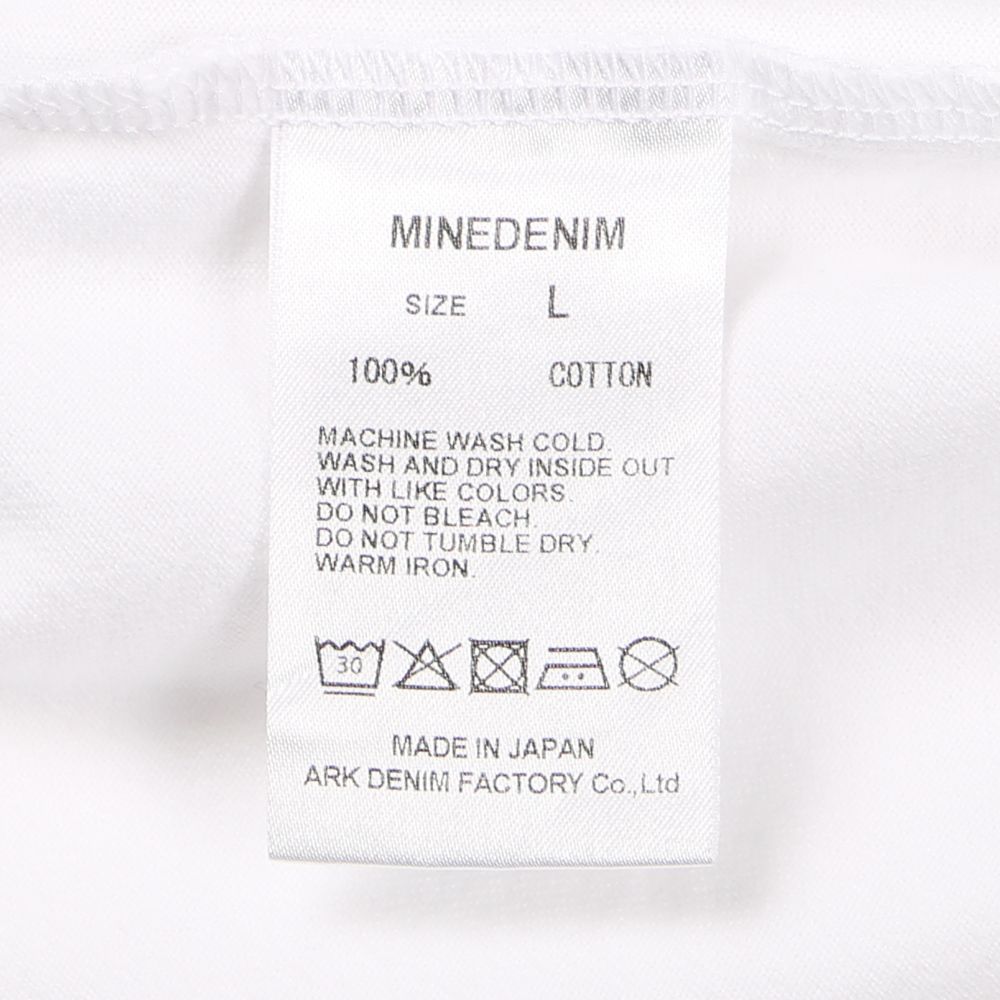 MINEDENIM
SIZE L
100% COTTON
MACHINE WASH COLD.
WASH AND DRY INSIDE OUT
WITH LIKE COLORS.
DO NOT BLEACH.
DO NOT TUMBLE DRY.
WARM IRON.
30
MADE IN JAPAN
ARK DENIM FACTORY Co.,Ltd